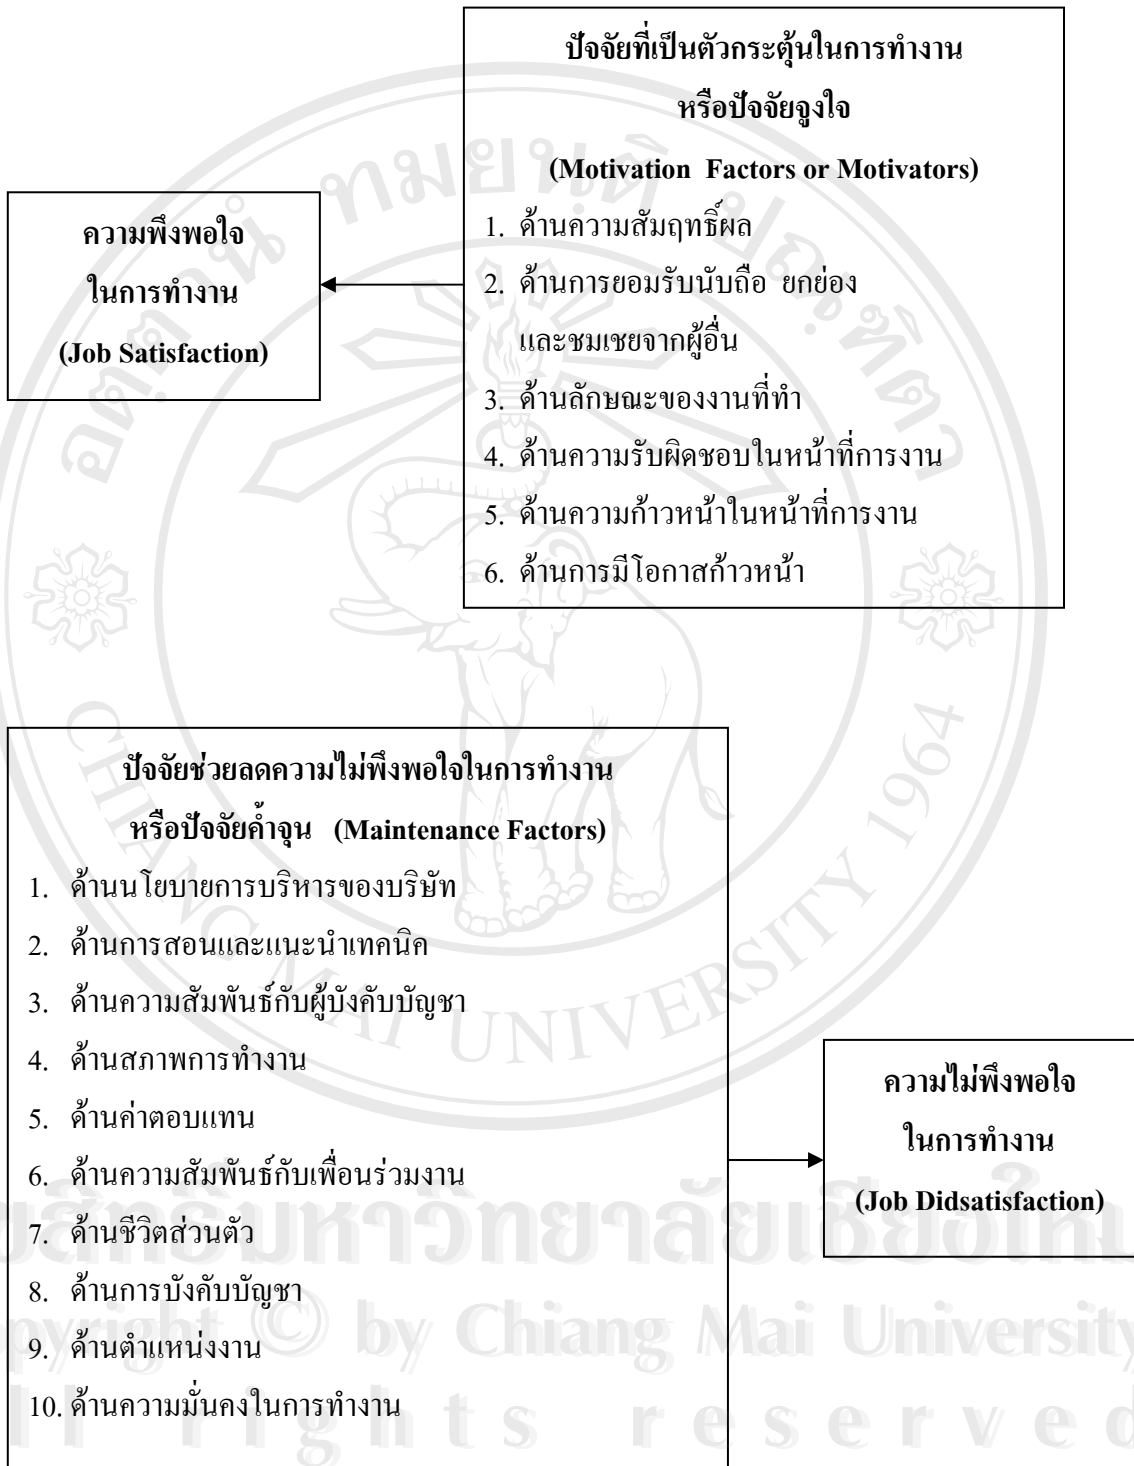 ปัจจัยที่เป็นตัวกระตุ้นในการทำงาน
หรือปัจจัยจูงใจ
(Motivation Factors or Motivators)
1. ด้านความสัมฤทธิ์ผล
2. ด้านการยอมรับนับถือ ยกย่อง
และชมเชยจากผู้อื่น
3. ด้านลักษณะของงานที่ทำ
4. ด้านความรับผิดชอบในหน้าที่การงาน
5. ด้านความก้าวหน้าในหน้าที่การงาน
6. ด้านการมีโอกาสก้าวหน้า
ความพึงพอใจ
ในการทำงาน
(Job Satisfaction)
ปัจจัยช่วยลดความไม่พึงพอใจในการทำงาน
หรือปัจจัยค้ำจุน (Maintenance Factors)
1. ด้านนโยบายการบริหารของบริษัท
2. ด้านการสอนและแนะนำเทคนิค
3. ด้านความสัมพันธ์กับผู้บังคับบัญชา
4. ด้านสภาพการทำงาน
5. ด้านค่าตอบแทน
6. ด้านความสัมพันธ์กับเพื่อนร่วมงาน
7. ด้านชีวิตส่วนตัว
8. ด้านการบังคับบัญชา
9. ด้านตำแหน่งงาน
10. ด้านความมั่นคงในการทำงาน
ความไม่พึงพอใจ
ในการทำงาน
(Job Didsatisfaction)
CHIANG MAI UNIVERSITY 1964
by Chiang Mai University
rights reserved